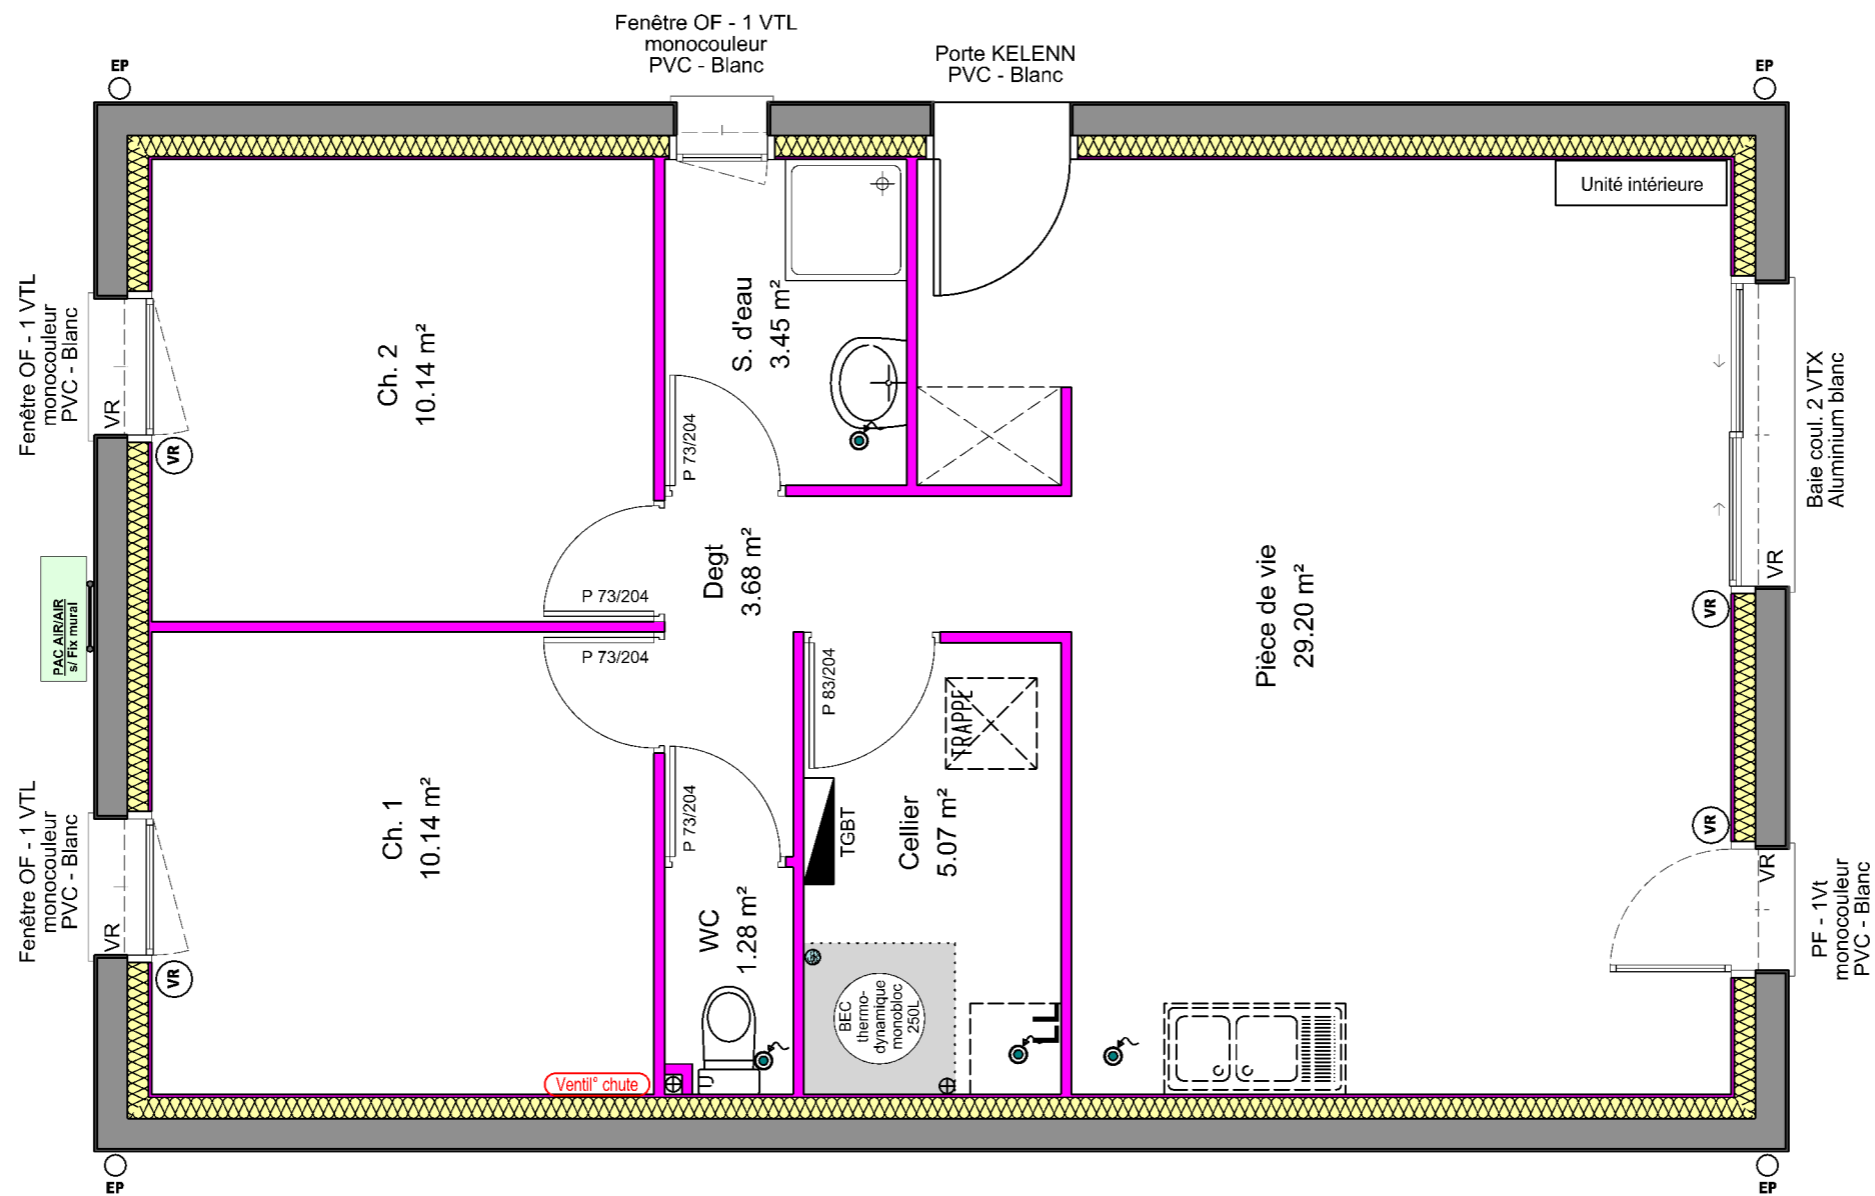 Fenêtre OF - 1 VTL
monocouleur
PVC - Blanc
Porte KELENN
PVC - Blanc
EP
EP
Unité intérieure
Fenêtre OF - 1 VTL
monocouleur
PVC - Blanc
VR
VR
Ch. 2
10.14 m²
S. d'eau
3.45 m²
P 73/204
Baie coul. 2 VTX
Aluminium blanc
VR
VR
PAC AIR/AIR
s/ Fix mural
P 73/204
Degt
3.68 m²
Pièce de vie
29.20 m²
P 73/204
P 83/204
TRAPPE
Fenêtre OF - 1 VTL
monocouleur
PVC - Blanc
VR
VR
Ch. 1
10.14 m²
P 73/204
TGBT
Cellier
5.07 m²
VR
VR
PF - 1Vt
monocouleur
PVC - Blanc
WC
1.28 m²
BEC
thermo-
dynamique
monobloc
250L
LL
Ventil° chute
EP
EP